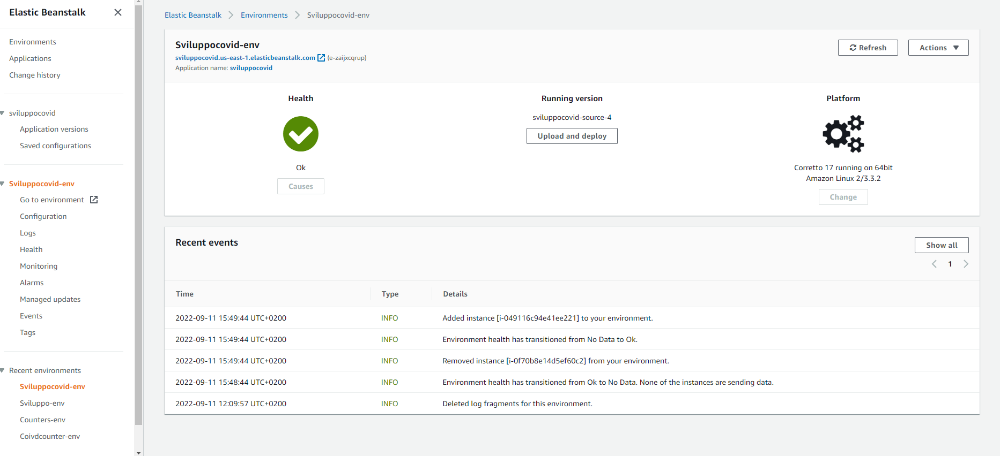 Elastic Beanstalk
Environments
Applications
Change history
sviluppocovid
Application versions
Saved configurations
Sviluppocovid-env
Go to environment
Configuration
Logs
Health
Monitoring
Alarms
Managed updates
Events
Tags
Recent environments
Sviluppocovid-env
Sviluppo-env
Counters-env
Coivdcounter-env
Elastic Beanstalk Environments Sviluppocovid-env
Sviluppocovid-env
sviluppocovid.us-east-1.elasticbeanstalk.com (e-zaijxcqrup)
Application name: sviluppocovid
Refresh
Actions
Health
Ok
Causes
Running version
sviluppocovid-source-4
Upload and deploy
Platform
Corretto 17 running on 64bit
Amazon Linux 2/3.3.2
Change
Recent events
Show all
1
Time Type Details
2022-09-11 15:49:44 UTC+0200 INFO Added instance [i-049116c94e41ee221] to your environment.
2022-09-11 15:49:44 UTC+0200 INFO Environment health has transitioned from No Data to Ok.
2022-09-11 15:49:44 UTC+0200 INFO Removed instance [i-0f70b8e14d5ef60c2] from your environment.
2022-09-11 15:48:44 UTC+0200 INFO Environment health has transitioned from Ok to No Data. None of the instances are sending data.
2022-09-11 12:09:57 UTC+0200 INFO Deleted log fragments for this environment.